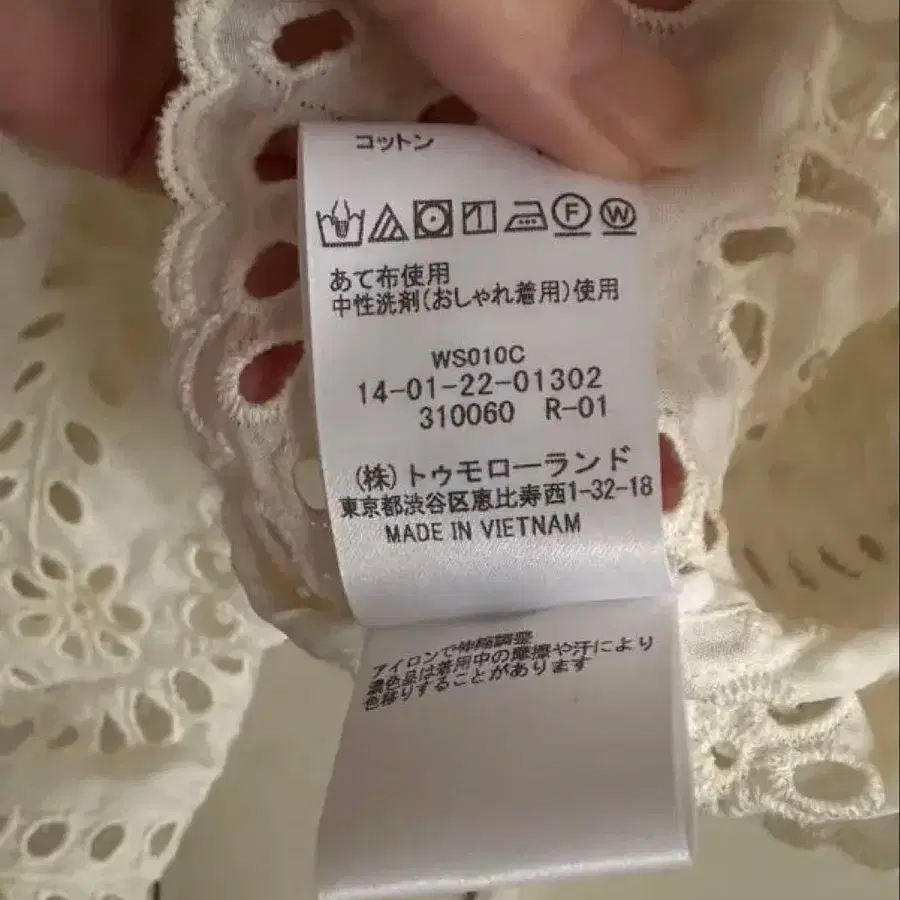 コットン
F W
あて布使用
中性洗剤(おしゃれ着用)使用
WS010C
14-01-22-01302
310060 R-01
(株)トゥモローランド
東京都渋谷区恵比寿西1-32-18
MADE IN VIETNAM
アイロンで伸縮調整
濃色品は着用中の摩擦や汗により
色移りすることがあります